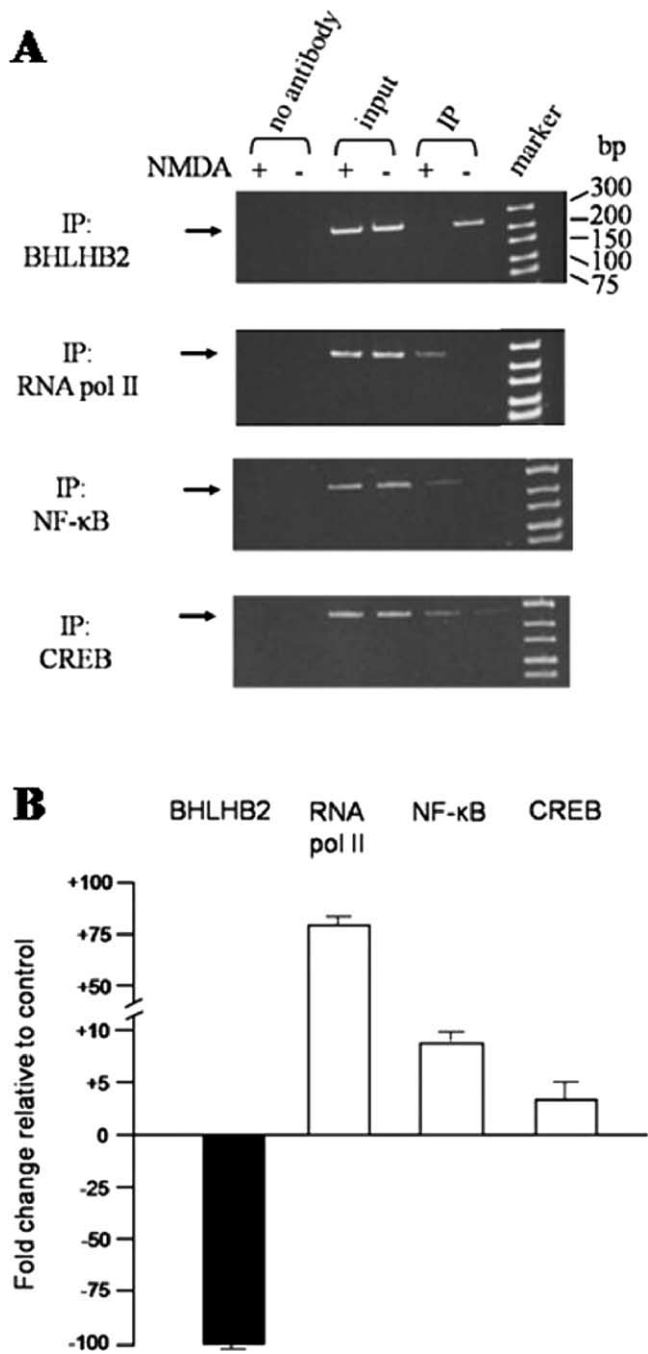 A
no antibody
input
IP
marker
bp
NMDA + - + - + -
300
200
150
100
75
IP:
BHLHB2
IP:
RNA pol II
IP:
NF-κB
IP:
CREB
B
BHLHB2
RNA
pol II
NF-κB
CREB
Fold change relative to control
+100
+75
+50
+10
+5
0
-25
-50
-75
-100